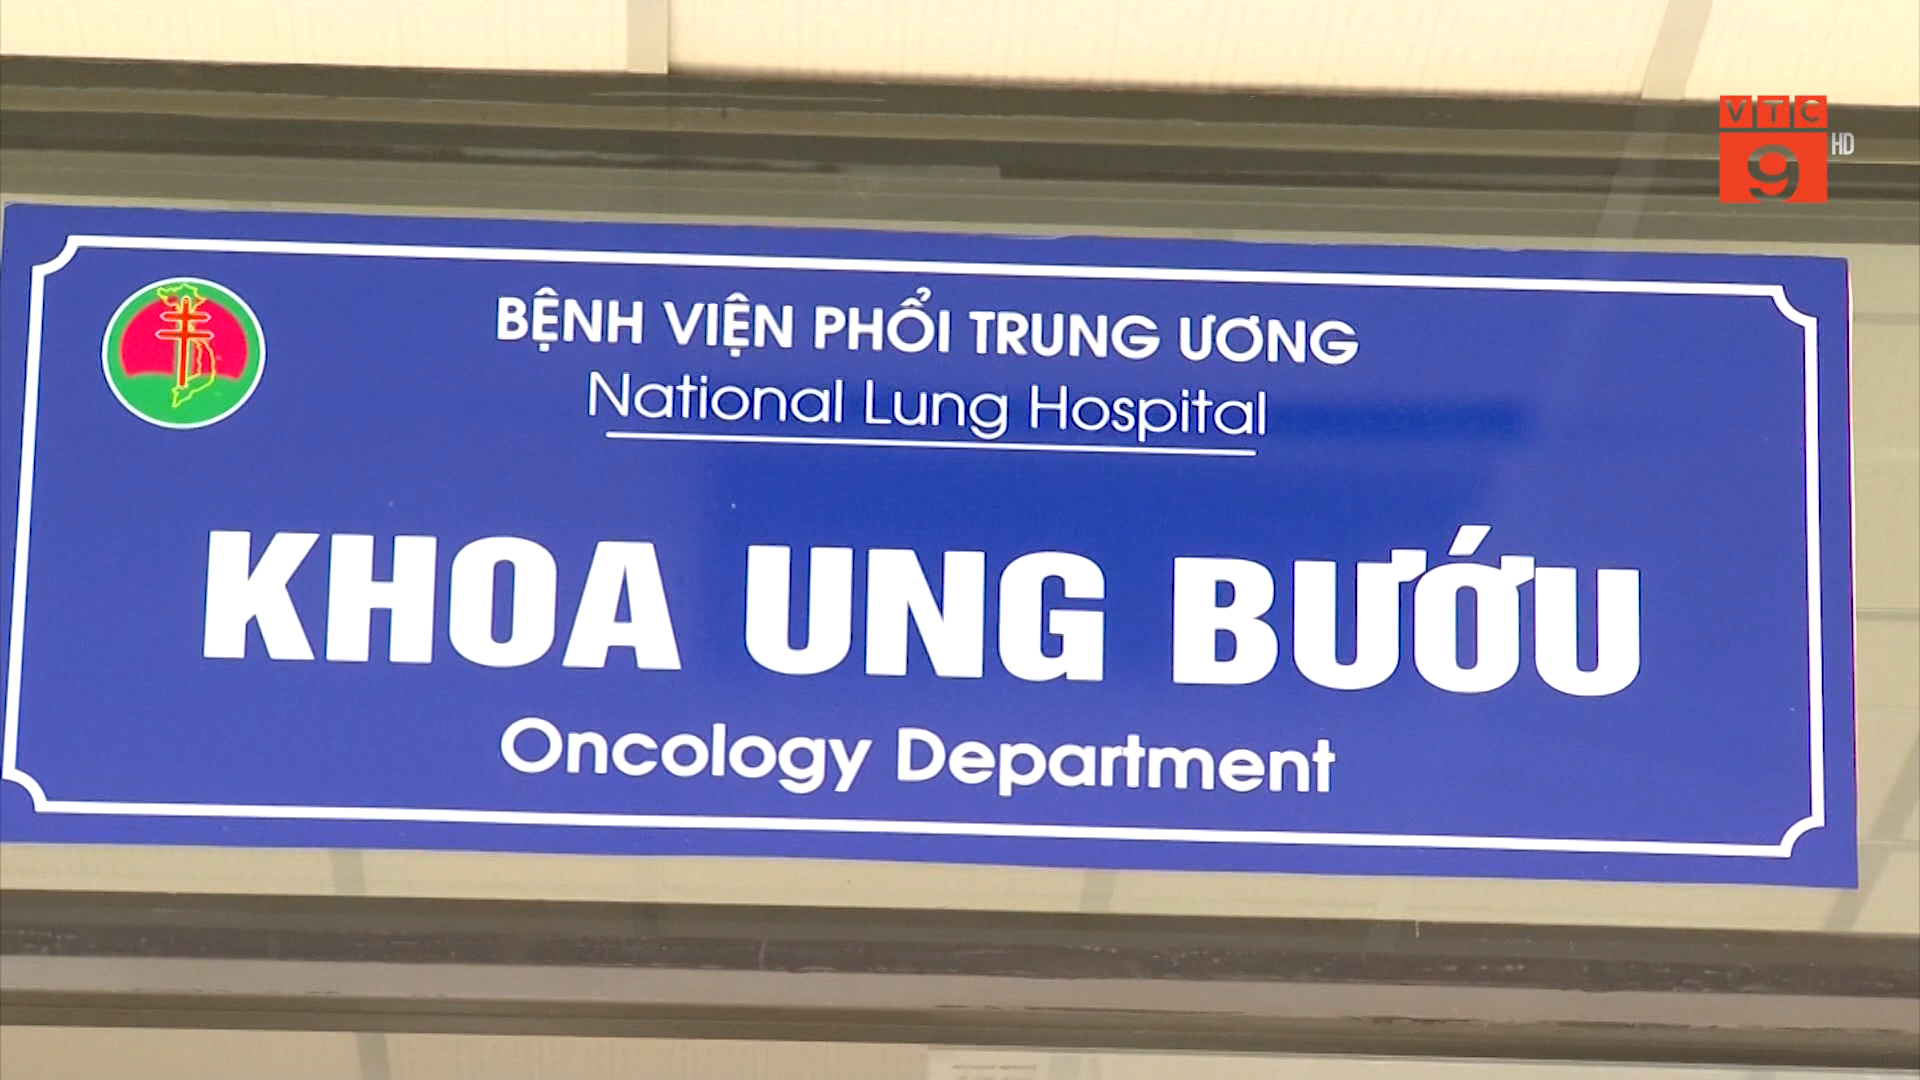 VTC
9 HD
BỆNH VIỆN PHỔI TRUNG ƯƠNG
National Lung Hospital
KHOA UNG BƯỚU
Oncology Department